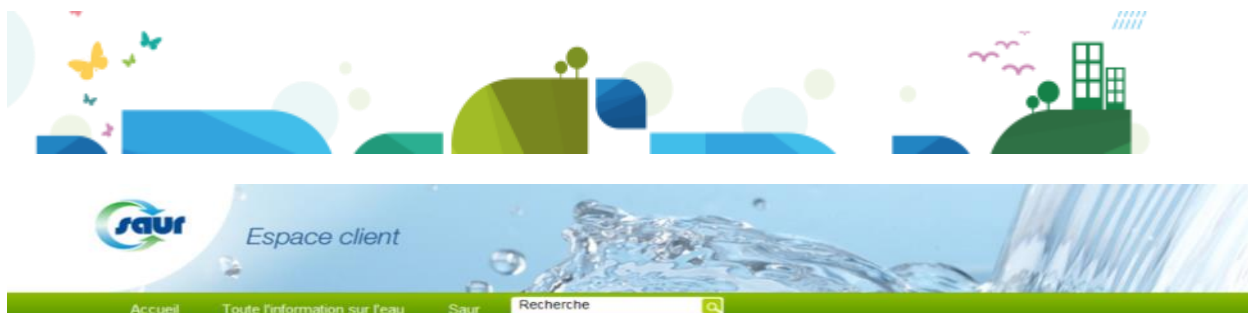 saur
Espace client
Accueil Toute l'information sur l'eau Saur Recherche